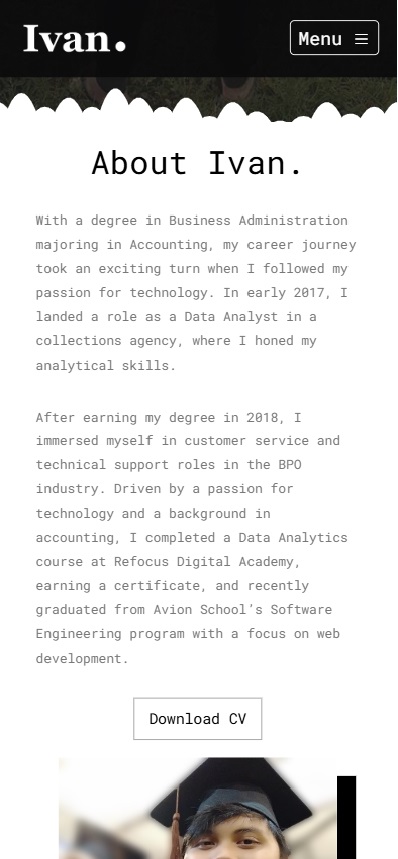 Ivan.
Menu
About Ivan.
With a degree in Business Administration
majoring in Accounting, my career journey
took an exciting turn when I followed my
passion for technology. In early 2017, I
landed a role as a Data Analyst in a
collections agency, where I honed my
analytical skills.
After earning my degree in 2018, I
immersed myself in customer service and
technical support roles in the BPO
industry. Driven by a passion for
technology and a background in
accounting, I completed a Data Analytics
course at Refocus Digital Academy,
earning a certificate, and recently
graduated from Avion School's Software
Engineering program with a focus on web
development.
Download CV